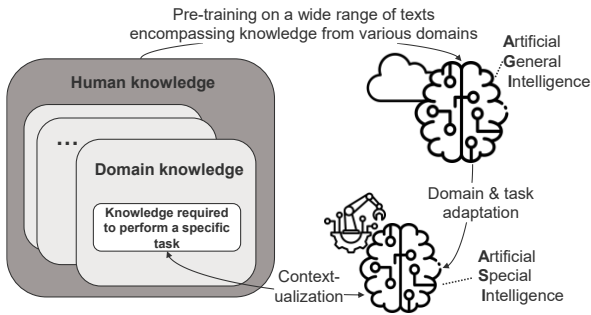 Pre-training on a wide range of texts
encompassing knowledge from various domains
Human knowledge
...
Domain knowledge
Knowledge required
to perform a specific
task
Artificial
General
Intelligence
Domain & task
adaptation
Context-
ualization
Artificial
Special
Intelligence